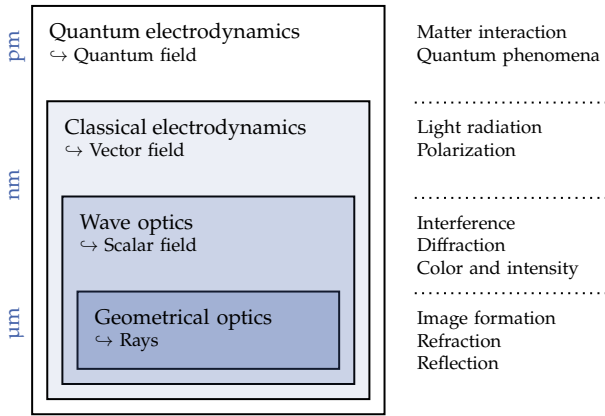 pm
Quantum electrodynamics
↪ Quantum field
Matter interaction
Quantum phenomena
Classical electrodynamics
↪ Vector field
Light radiation
Polarization
nm
Wave optics
↪ Scalar field
Interference
Diffraction
Color and intensity
μm
Geometrical optics
↪ Rays
Image formation
Refraction
Reflection